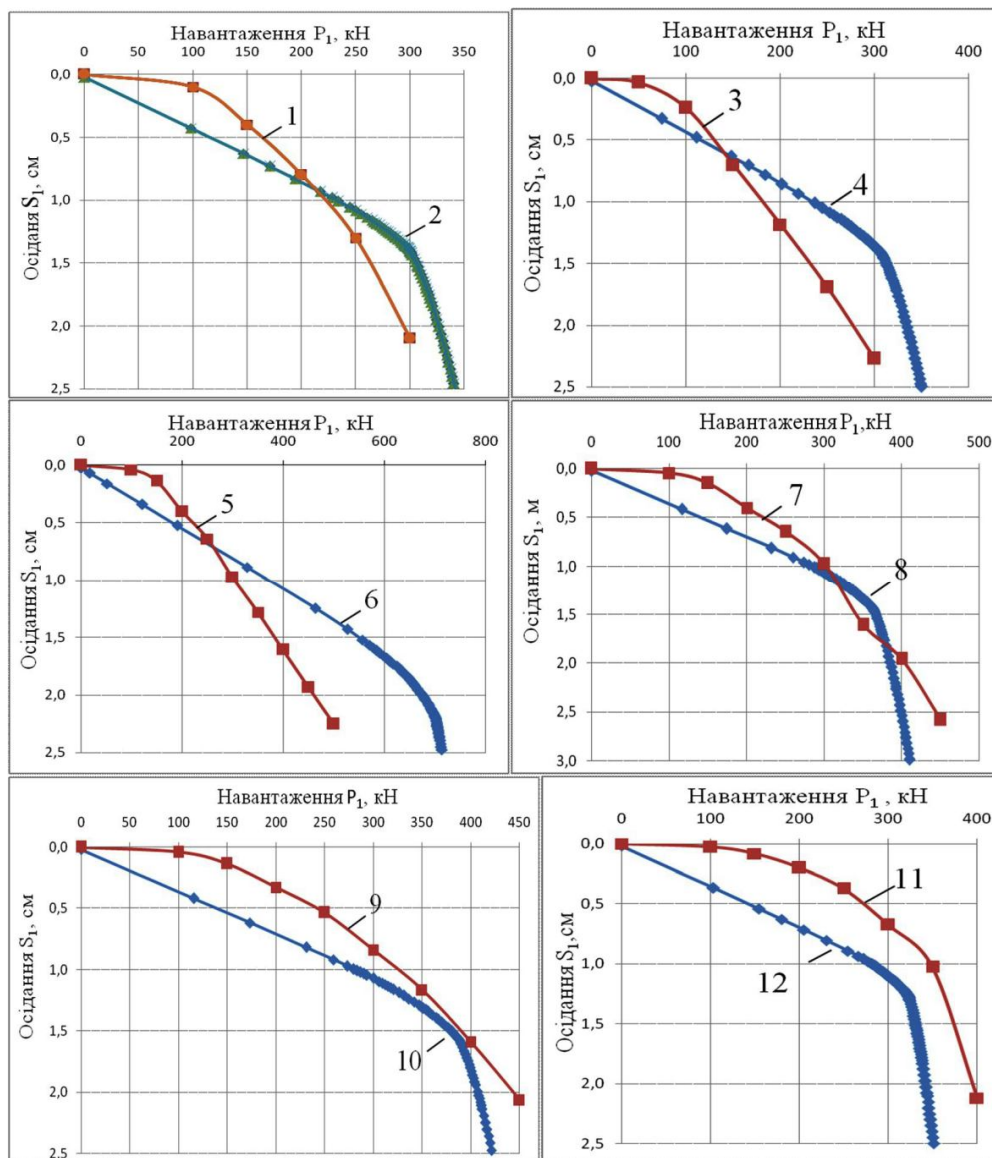 Навантаження P₁, кН
0 50 100 150 200 250 300 350
0,0
0,5
1,0
1,5
2,0
2,5
Осіданя S₁, см
1
2
Навантаження P₁, кН
0 100 200 300 400
0,0
0,5
1,0
1,5
2,0
2,5
Осідання S₁, см
3
4
Навантаження P₁, кН
0 200 400 600 800
0,0
0,5
1,0
1,5
2,0
2,5
Осідання S₁, см
5
6
Навантаження P₁,кН
0 100 200 300 400 500
0,0
0,5
1,0
1,5
2,0
2,5
3,0
Осідання S₁, м
7
8
Навантаження P₁, кН
0 50 100 150 200 250 300 350 400 450
0,0
0,5
1,0
1,5
2,0
2,5
Осідання S₁, см
9
10
Навантаження P₁ , кН
0 100 200 300 400
0,0
0,5
1,0
1,5
2,0
2,5
Осідання S₁,см
11
12